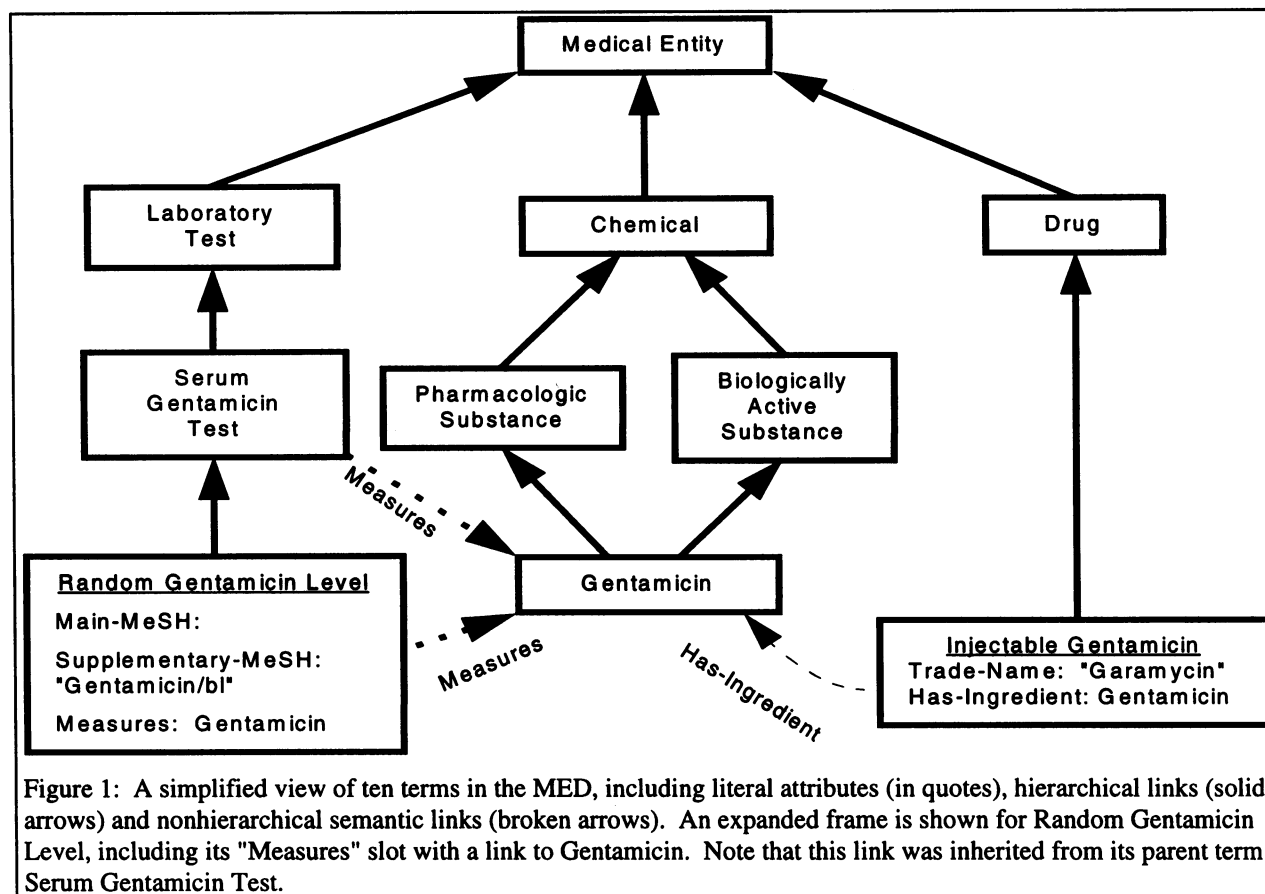 Medical Entity
Laboratory
Test
Chemical
Drug
Serum
Gentamicin
Test
Pharmacologic
Substance
Biologically
Active
Substance
Measures
Gentamicin
Random Gentamicin Level
Main-MeSH:
Supplementary-MeSH:
"Gentamicin/bl"
Measures: Gentamicin
Measures
Has-Ingredient
Injectable Gentamicin
Trade-Name: "Garamycin"
Has-Ingredient: Gentamicin
Figure 1: A simplified view of ten terms in the MED, including literal attributes (in quotes), hierarchical links (solid
arrows) and nonhierarchical semantic links (broken arrows). An expanded frame is shown for Random Gentamicin
Level, including its "Measures" slot with a link to Gentamicin. Note that this link was inherited from its parent term
Serum Gentamicin Test.